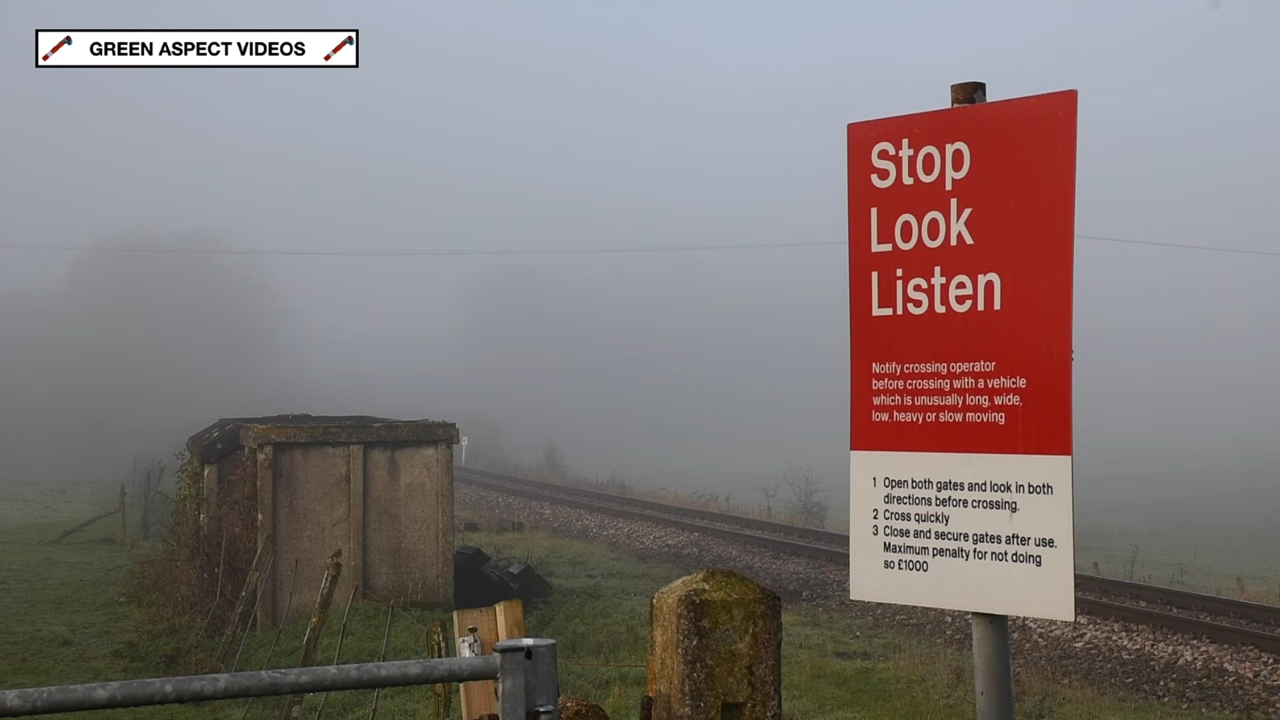 GREEN ASPECT VIDEOS
Stop
Look
Listen
Notify crossing operator
before crossing with a vehicle
which is unusually long, wide,
low, heavy or slow moving
1 Open both gates and look in both
directions before crossing.
2 Cross quickly
3 Close and secure gates after use.
Maximum penalty for not doing
so £1000